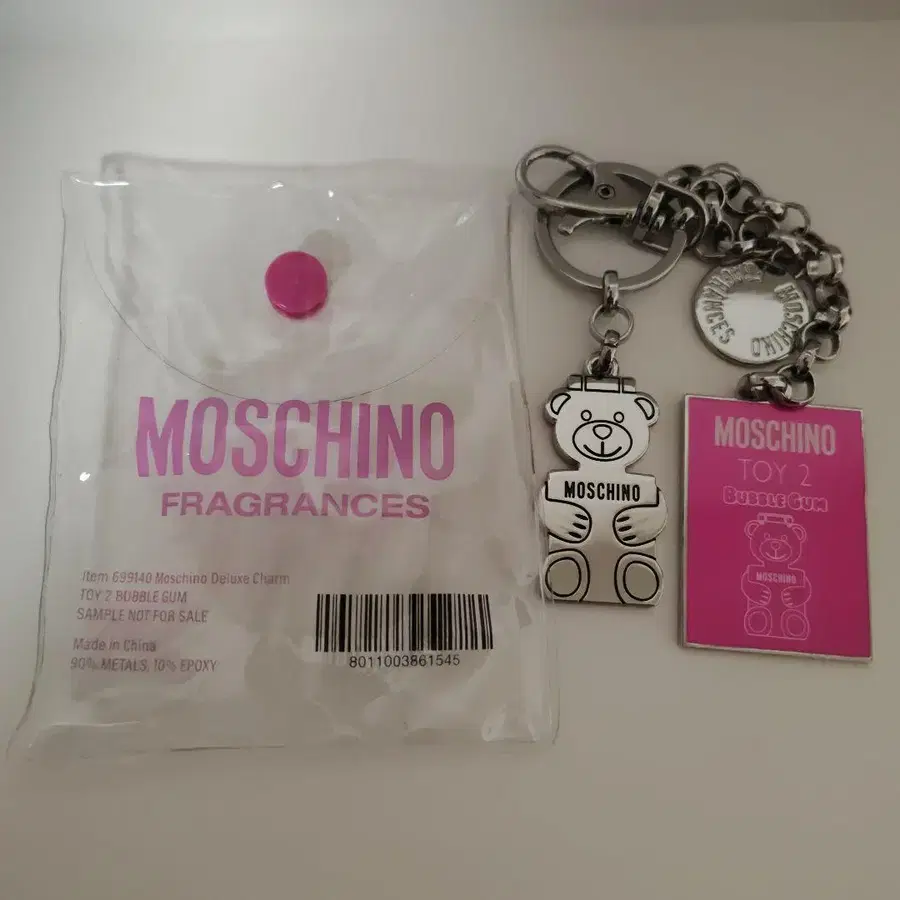 MOSCHINO
FRAGRANCES
Item 699140 Moschino Deluxe Charm
TOY 2 BUBBLE GUM
SAMPLE NOT FOR SALE
Made in China
90% METALS, 10% EPOXY
8011003861545
MOSCHINO
MOSCHINO
FRAGRANCES
MOSCHINO
TOY 2
BUBBLE GUM
MOSCHINO